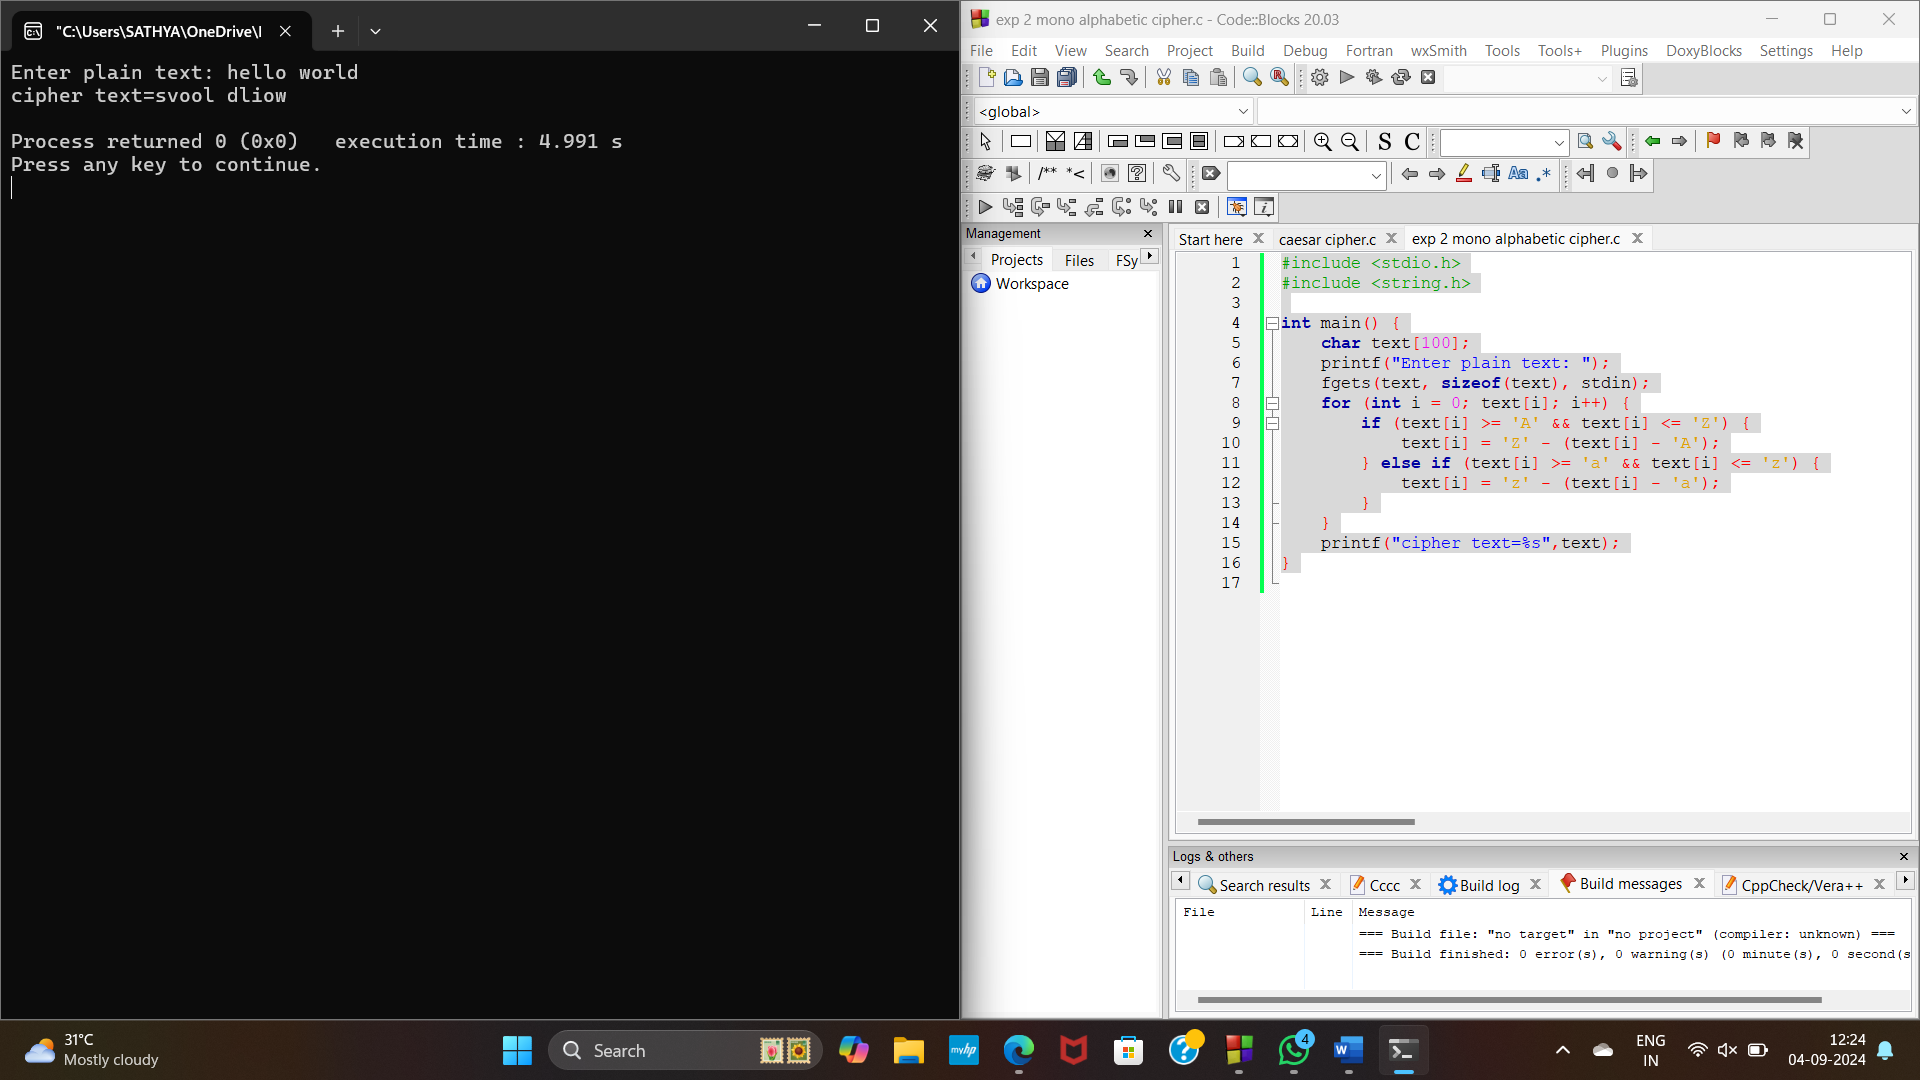 "C:\Users\SATHYA\OneDrive\I
Enter plain text: hello world
cipher text=svool dliow
Process returned 0 (0x0)   execution time : 4.991 s
Press any key to continue.
exp 2 mono alphabetic cipher.c - Code::Blocks 20.03
File Edit View Search Project Build Debug Fortran wxSmith Tools Tools+ Plugins DoxyBlocks Settings Help
<global>
S C
/** *<
Aa .*
Management
Projects Files FSy
Workspace
Start here caesar cipher.c exp 2 mono alphabetic cipher.c
1 #include <stdio.h>
2 #include <string.h>
3
4 int main() {
5     char text[100];
6     printf("Enter plain text: ");
7     fgets(text, sizeof(text), stdin);
8     for (int i = 0; text[i]; i++) {
9         if (text[i] >= 'A' && text[i] <= 'Z') {
10             text[i] = 'Z' - (text[i] - 'A');
11         } else if (text[i] >= 'a' && text[i] <= 'z') {
12             text[i] = 'z' - (text[i] - 'a');
13         }
14     }
15     printf("cipher text=%s",text);
16 }
17
Logs & others
Search results Cccc Build log Build messages CppCheck/Vera++
File Line Message
=== Build file: "no target" in "no project" (compiler: unknown) ===
=== Build finished: 0 error(s), 0 warning(s) (0 minute(s), 0 second(s
31°C
Mostly cloudy
Search
myhp
4
ENG
IN
12:24
04-09-2024